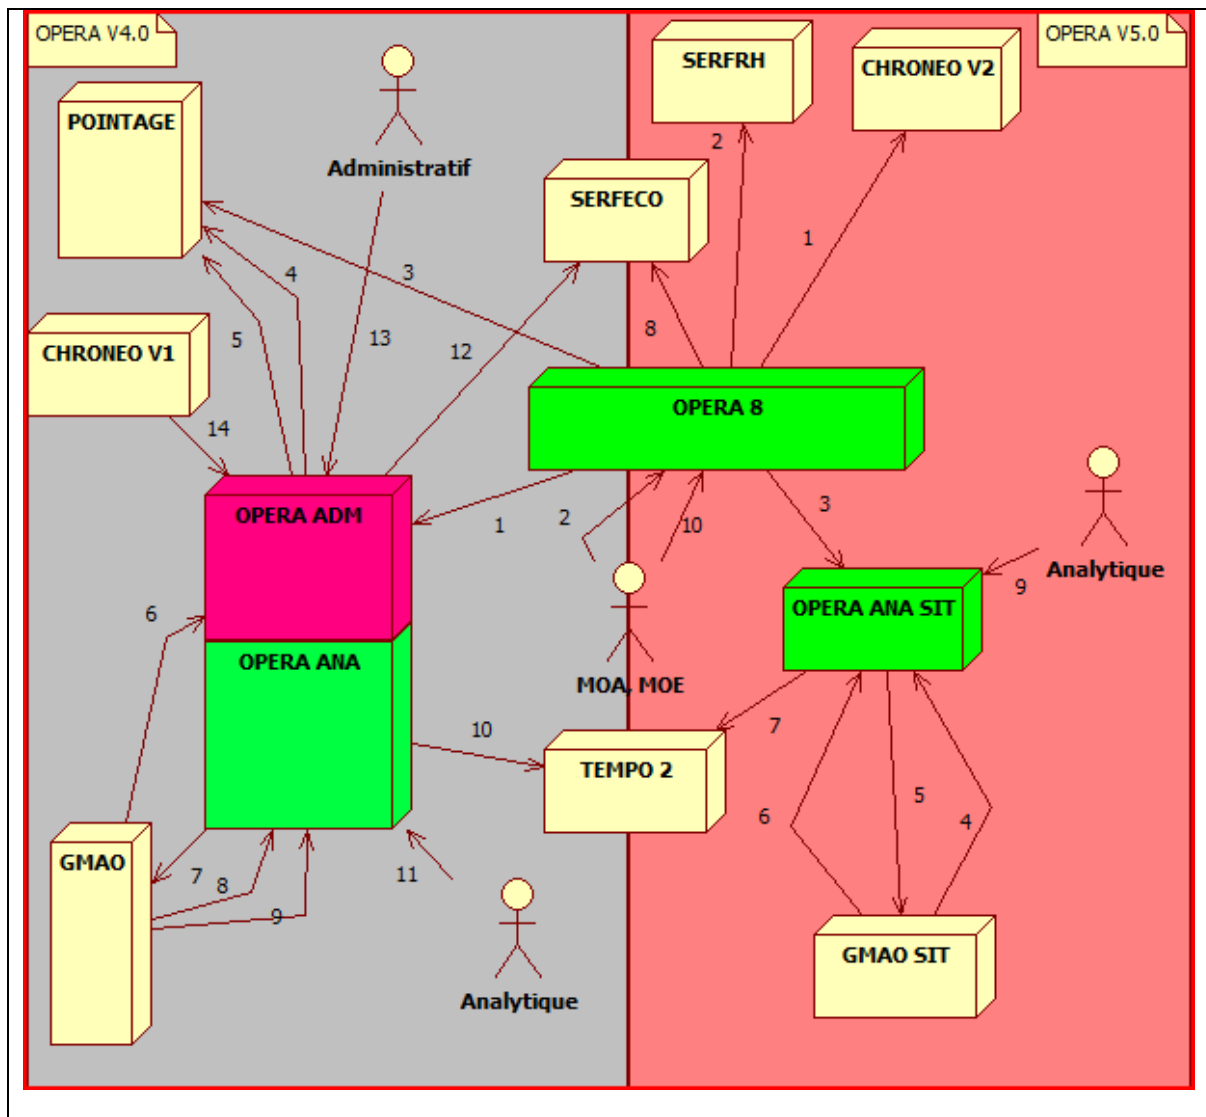 OPERA V4.0
OPERA V5.0
SERFRH
CHRONEO V2
POINTAGE
2
Administratif
SERFECO
1
3
4
5
13
12
8
CHRONEO V1
OPERA 8
14
OPERA ADM
1
2
10
3
Analytique
9
6
OPERA ANA SIT
OPERA ANA
MOA, MOE
10
7
TEMPO 2
5
6
4
GMAO
7
8
11
9
GMAO SIT
Analytique